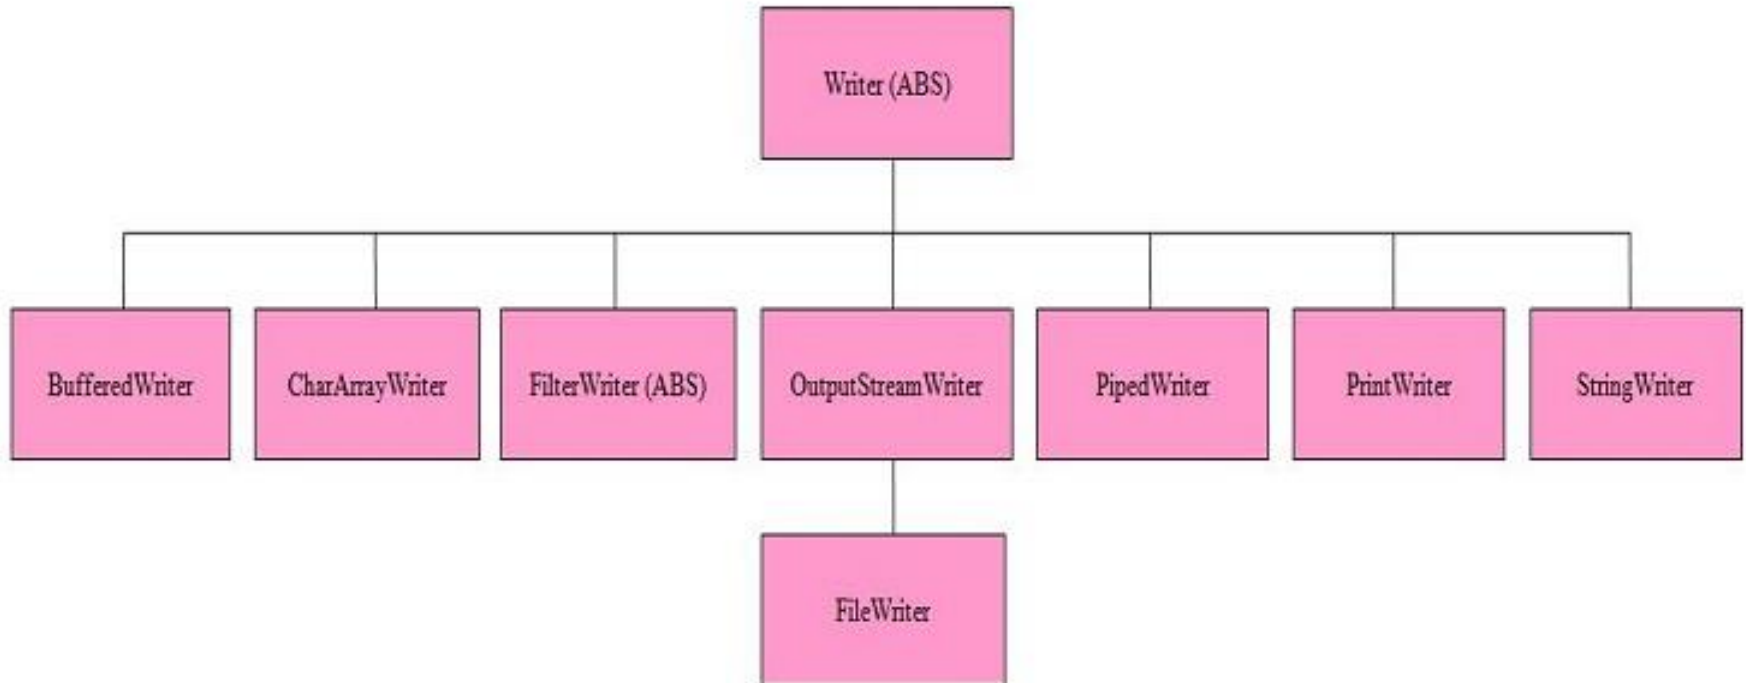 Writer (ABS)
BufferedWriter
CharArrayWriter
FilterWriter (ABS)
OutputStreamWriter
PipedWriter
PrintWriter
StringWriter
FileWriter